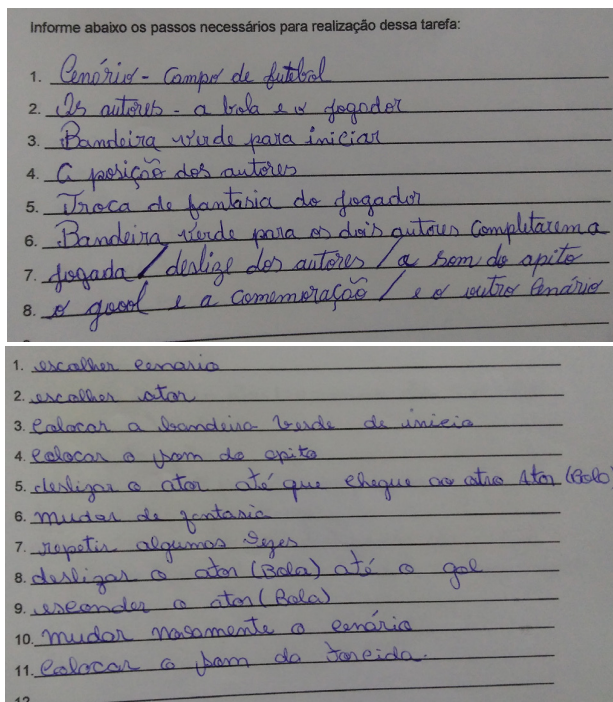 Informe abaixo os passos necessários para realização dessa tarefa:
1. Cenário - Campo de futebol
2. Os autores - a bola e o jogador
3. Bandeira verde para iniciar
4. A posição dos autores
5. Troca de fantasia do jogador
6. Bandeira verde para os dois autores completarem a
7. jogada / deslize dos autores / a som do apito
8. o goool e a comemoração / e o outro cenário
1. escolher cenario
2. escolher ator
3. colocar a bandeira verde de inicio
4. colocar o som do apito
5. deslizar o ator até que chegue ao otro Ator (Bola)
6. mudar de fantasia
7. repetir algumas vezes
8. deslizar o ator (Bola) até o gol
9. esconder o ator (Bola)
10. mudar novamente o cenário
11. colocar o som da torcida.
12